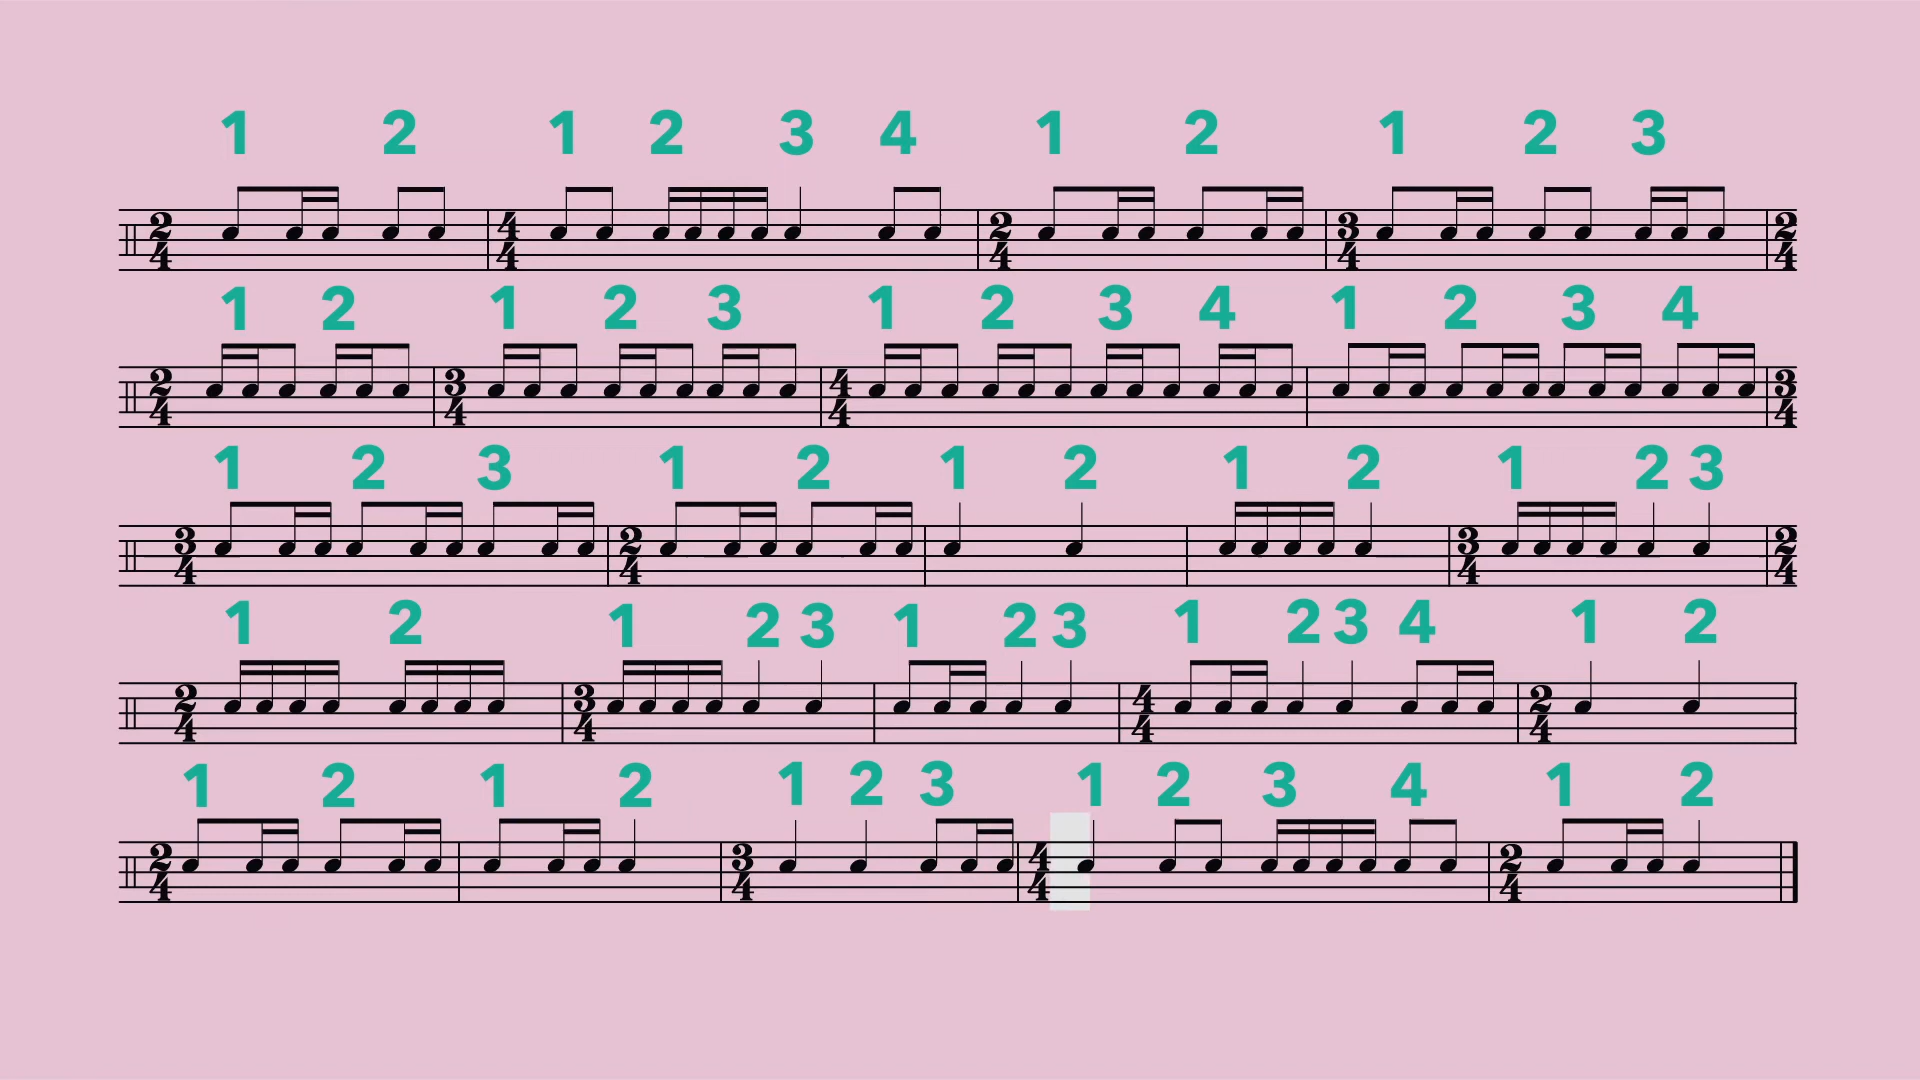 1 2 1 2 3 4 1 2 1 2 3
2/4 4/4 2/4 3/4 2/4
1 2 1 2 3 1 2 3 4 1 2 3 4
2/4 3/4 4/4 3/4
1 2 3 1 2 1 2 1 2 1 2 3
3/4 2/4 3/4 2/4
1 2 1 2 3 1 2 3 1 2 3 4 1 2
2/4 3/4 4/4 2/4
1 2 1 2 1 2 3 1 2 3 4 1 2
2/4 3/4 4/4 2/4